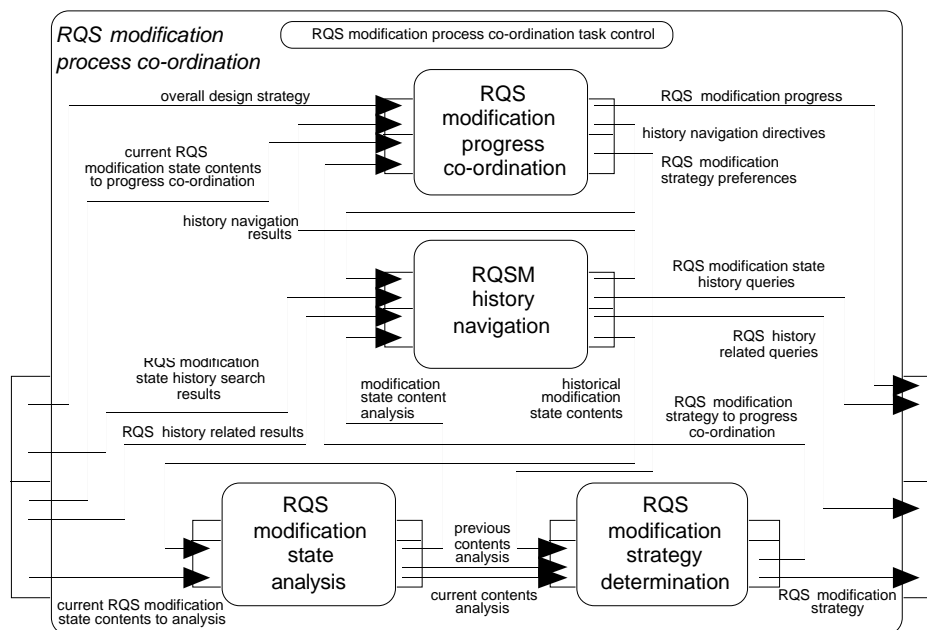 RQS modification
process co-ordination
RQS modification process co-ordination task control
overall design strategy
RQS
modification
progress
co-ordination
RQS modification progress
history navigation directives
RQS modification
strategy preferences
current RQS
modification state contents
to progress co-ordination
history navigation
results
RQSM
history
navigation
RQS modification state
history queries
RQS history
related queries
RQS modification
state history search
results
modification
state content
analysis
historical
modification
state contents
RQS modification
strategy to progress
co-ordination
RQS history related results
RQS
modification
state
analysis
previous
contents
analysis
RQS
modification
strategy
determination
current RQS modification
state contents to analysis
current contents
analysis
RQS modification
strategy